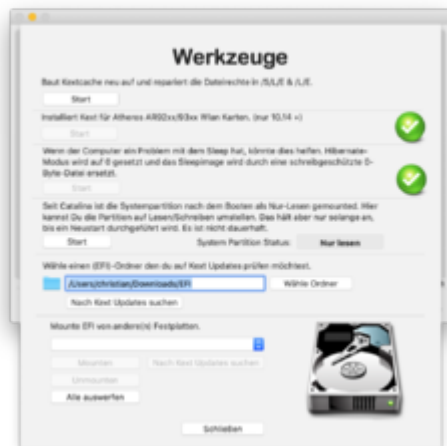 Werkzeuge
Baut Kextcache neu auf und repariert die Dateirechte in /S/L/E & /L/E.
Start
Installiert Kext für Atheros AR92xx/93xx Wlan Karten. (nur 10.14 +)
Start
Wenn der Computer ein Problem mit dem Sleep hat, könnte dies helfen. Hibernate-
Modus wird auf 0 gesetzt und das Sleepimage wird durch eine schreibgeschützte 0-
Byte-Datei ersetzt.
Start
Seit Catalina ist die Systempartition nach dem Booten als Nur-Lesen gemounted. Hier
kannst Du die Partition auf Lesen/Schreiben umstellen. Das hält aber nur solange an,
bis ein Neustart durchgeführt wird. Es ist nicht dauerhaft.
Start System Partition Status: Nur lesen
Wähle einen (EFI)-Ordner den du auf Kext Updates prüfen möchtest.
/Users/christian/Downloads/EFI Wähle Ordner
Nach Kext Updates suchen
Mounte EFI von andere(n) Festplatten.
Mounten Nach Kext Updates suchen
Unmounten
Alle auswerfen
Schließen